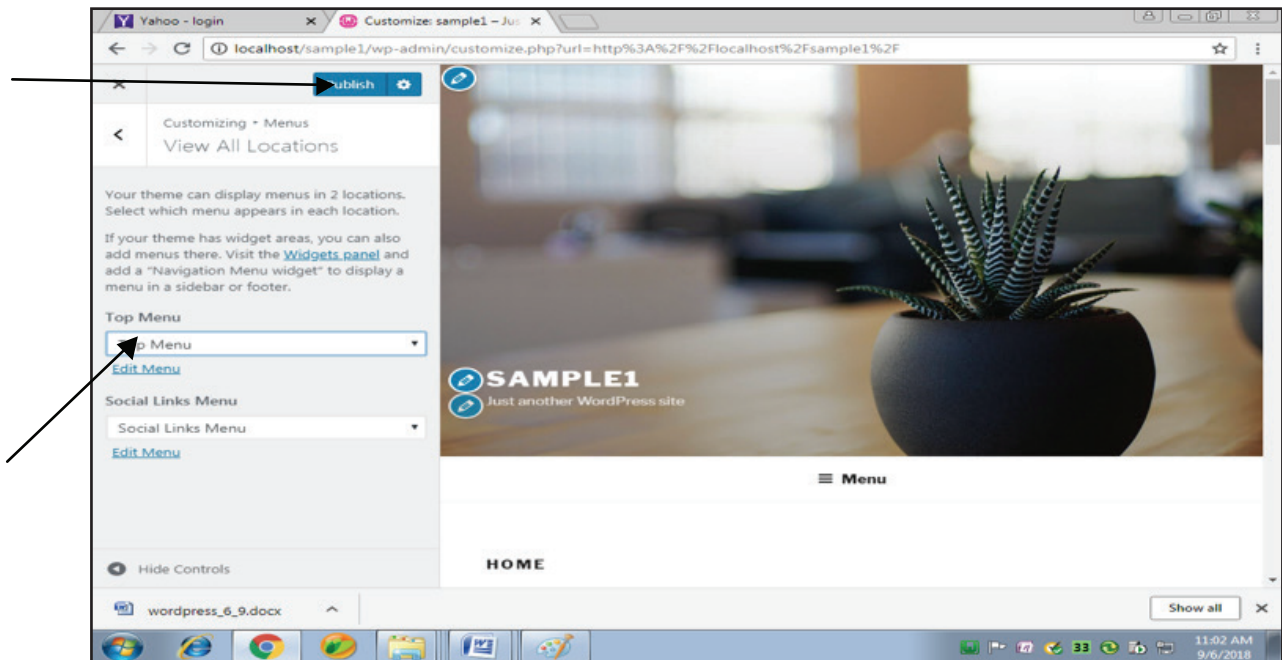 Yahoo - login
Customize: sample1 – Jus
localhost/sample1/wp-admin/customize.php?url=http%3A%2F%2Flocalhost%2Fsample1%2F
ublish
Customizing • Menus
View All Locations
Your theme can display menus in 2 locations.
Select which menu appears in each location.
If your theme has widget areas, you can also
add menus there. Visit the Widgets panel and
add a "Navigation Menu widget" to display a
menu in a sidebar or footer.
Top Menu
Top Menu
Edit Menu
Social Links Menu
Social Links Menu
Edit Menu
Hide Controls
SAMPLE1
Just another WordPress site
Menu
HOME
wordpress_6_9.docx
Show all
33
11:02 AM
9/6/2018